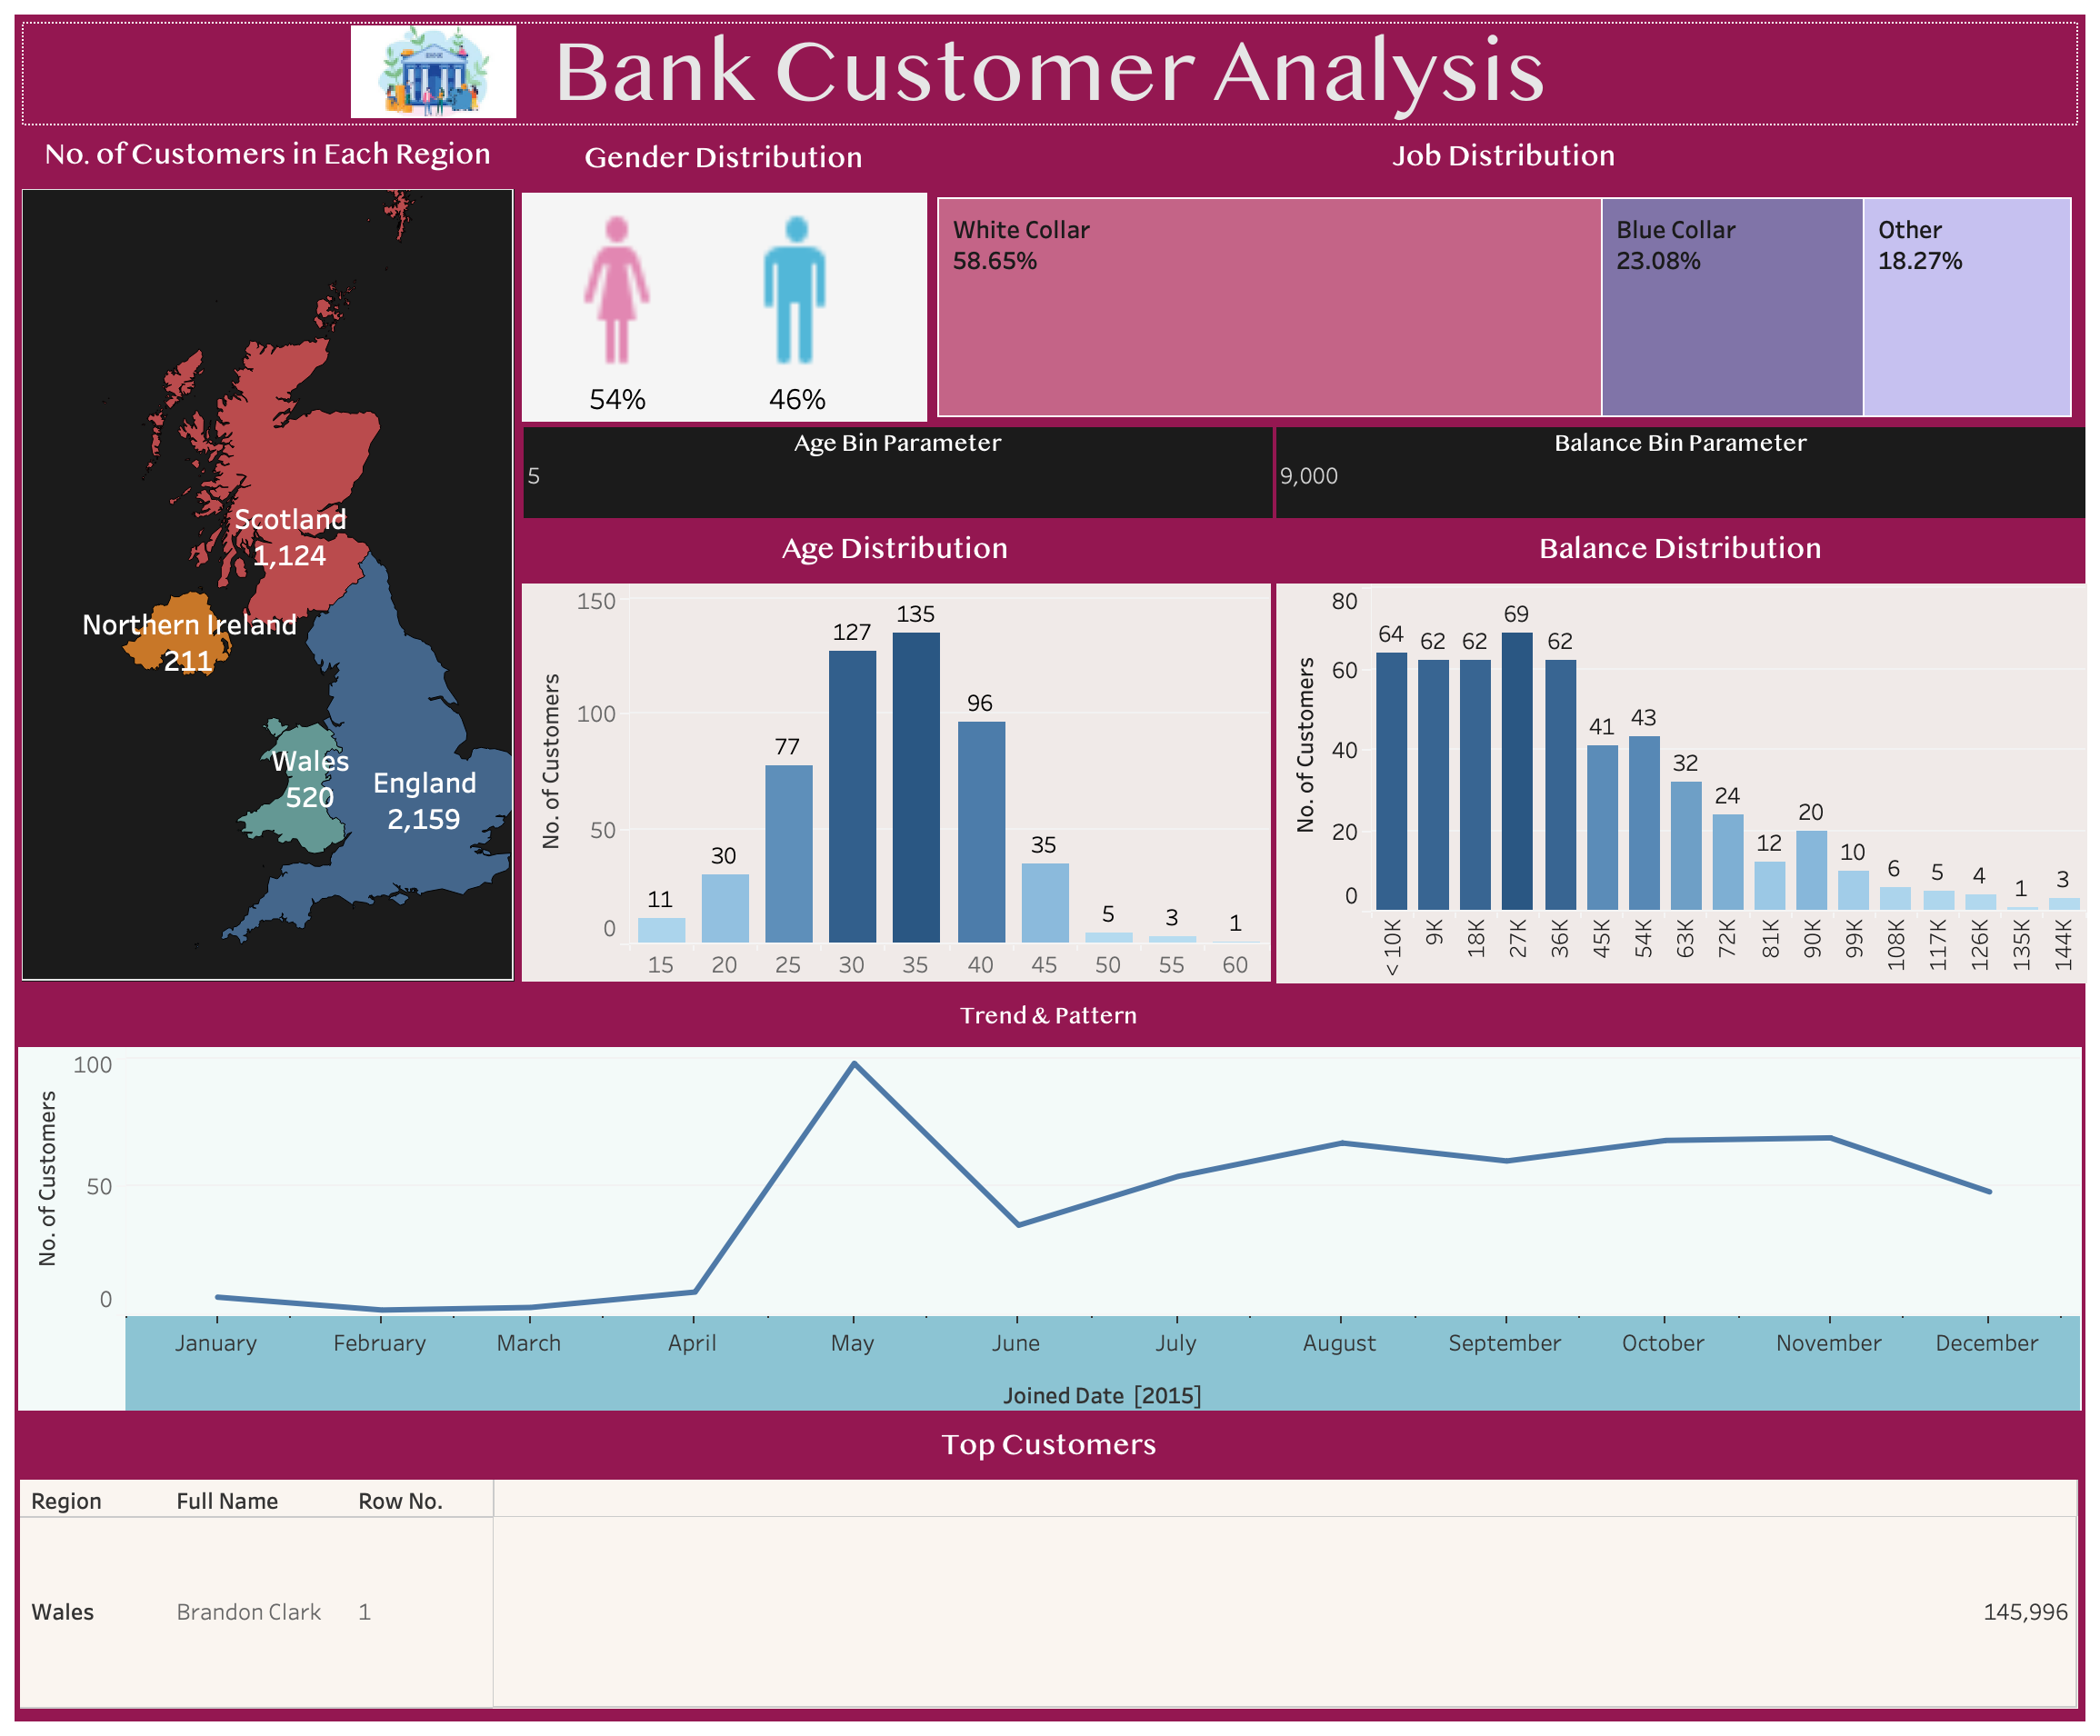 Bank Customer Analysis
No. of Customers in Each Region
Scotland
1,124
Northern Ireland
211
Wales
520
England
2,159
Gender Distribution
54%
46%
Job Distribution
White Collar
58.65%
Blue Collar
23.08%
Other
18.27%
Age Bin Parameter
5
Balance Bin Parameter
9,000
Age Distribution
No. of Customers
150
100
50
0
11
30
77
127
135
96
35
5
3
1
15 20 25 30 35 40 45 50 55 60
Balance Distribution
No. of Customers
80
60
40
20
0
64
62
62
69
62
41
43
32
24
12
20
10
6
5
4
1
3
< 10K
9K
18K
27K
36K
45K
54K
63K
72K
81K
90K
99K
108K
117K
126K
135K
144K
Trend & Pattern
No. of Customers
100
50
0
January February March April May June July August September October November December
Joined Date [2015]
Top Customers
Region Full Name Row No.
Wales Brandon Clark 1 145,996